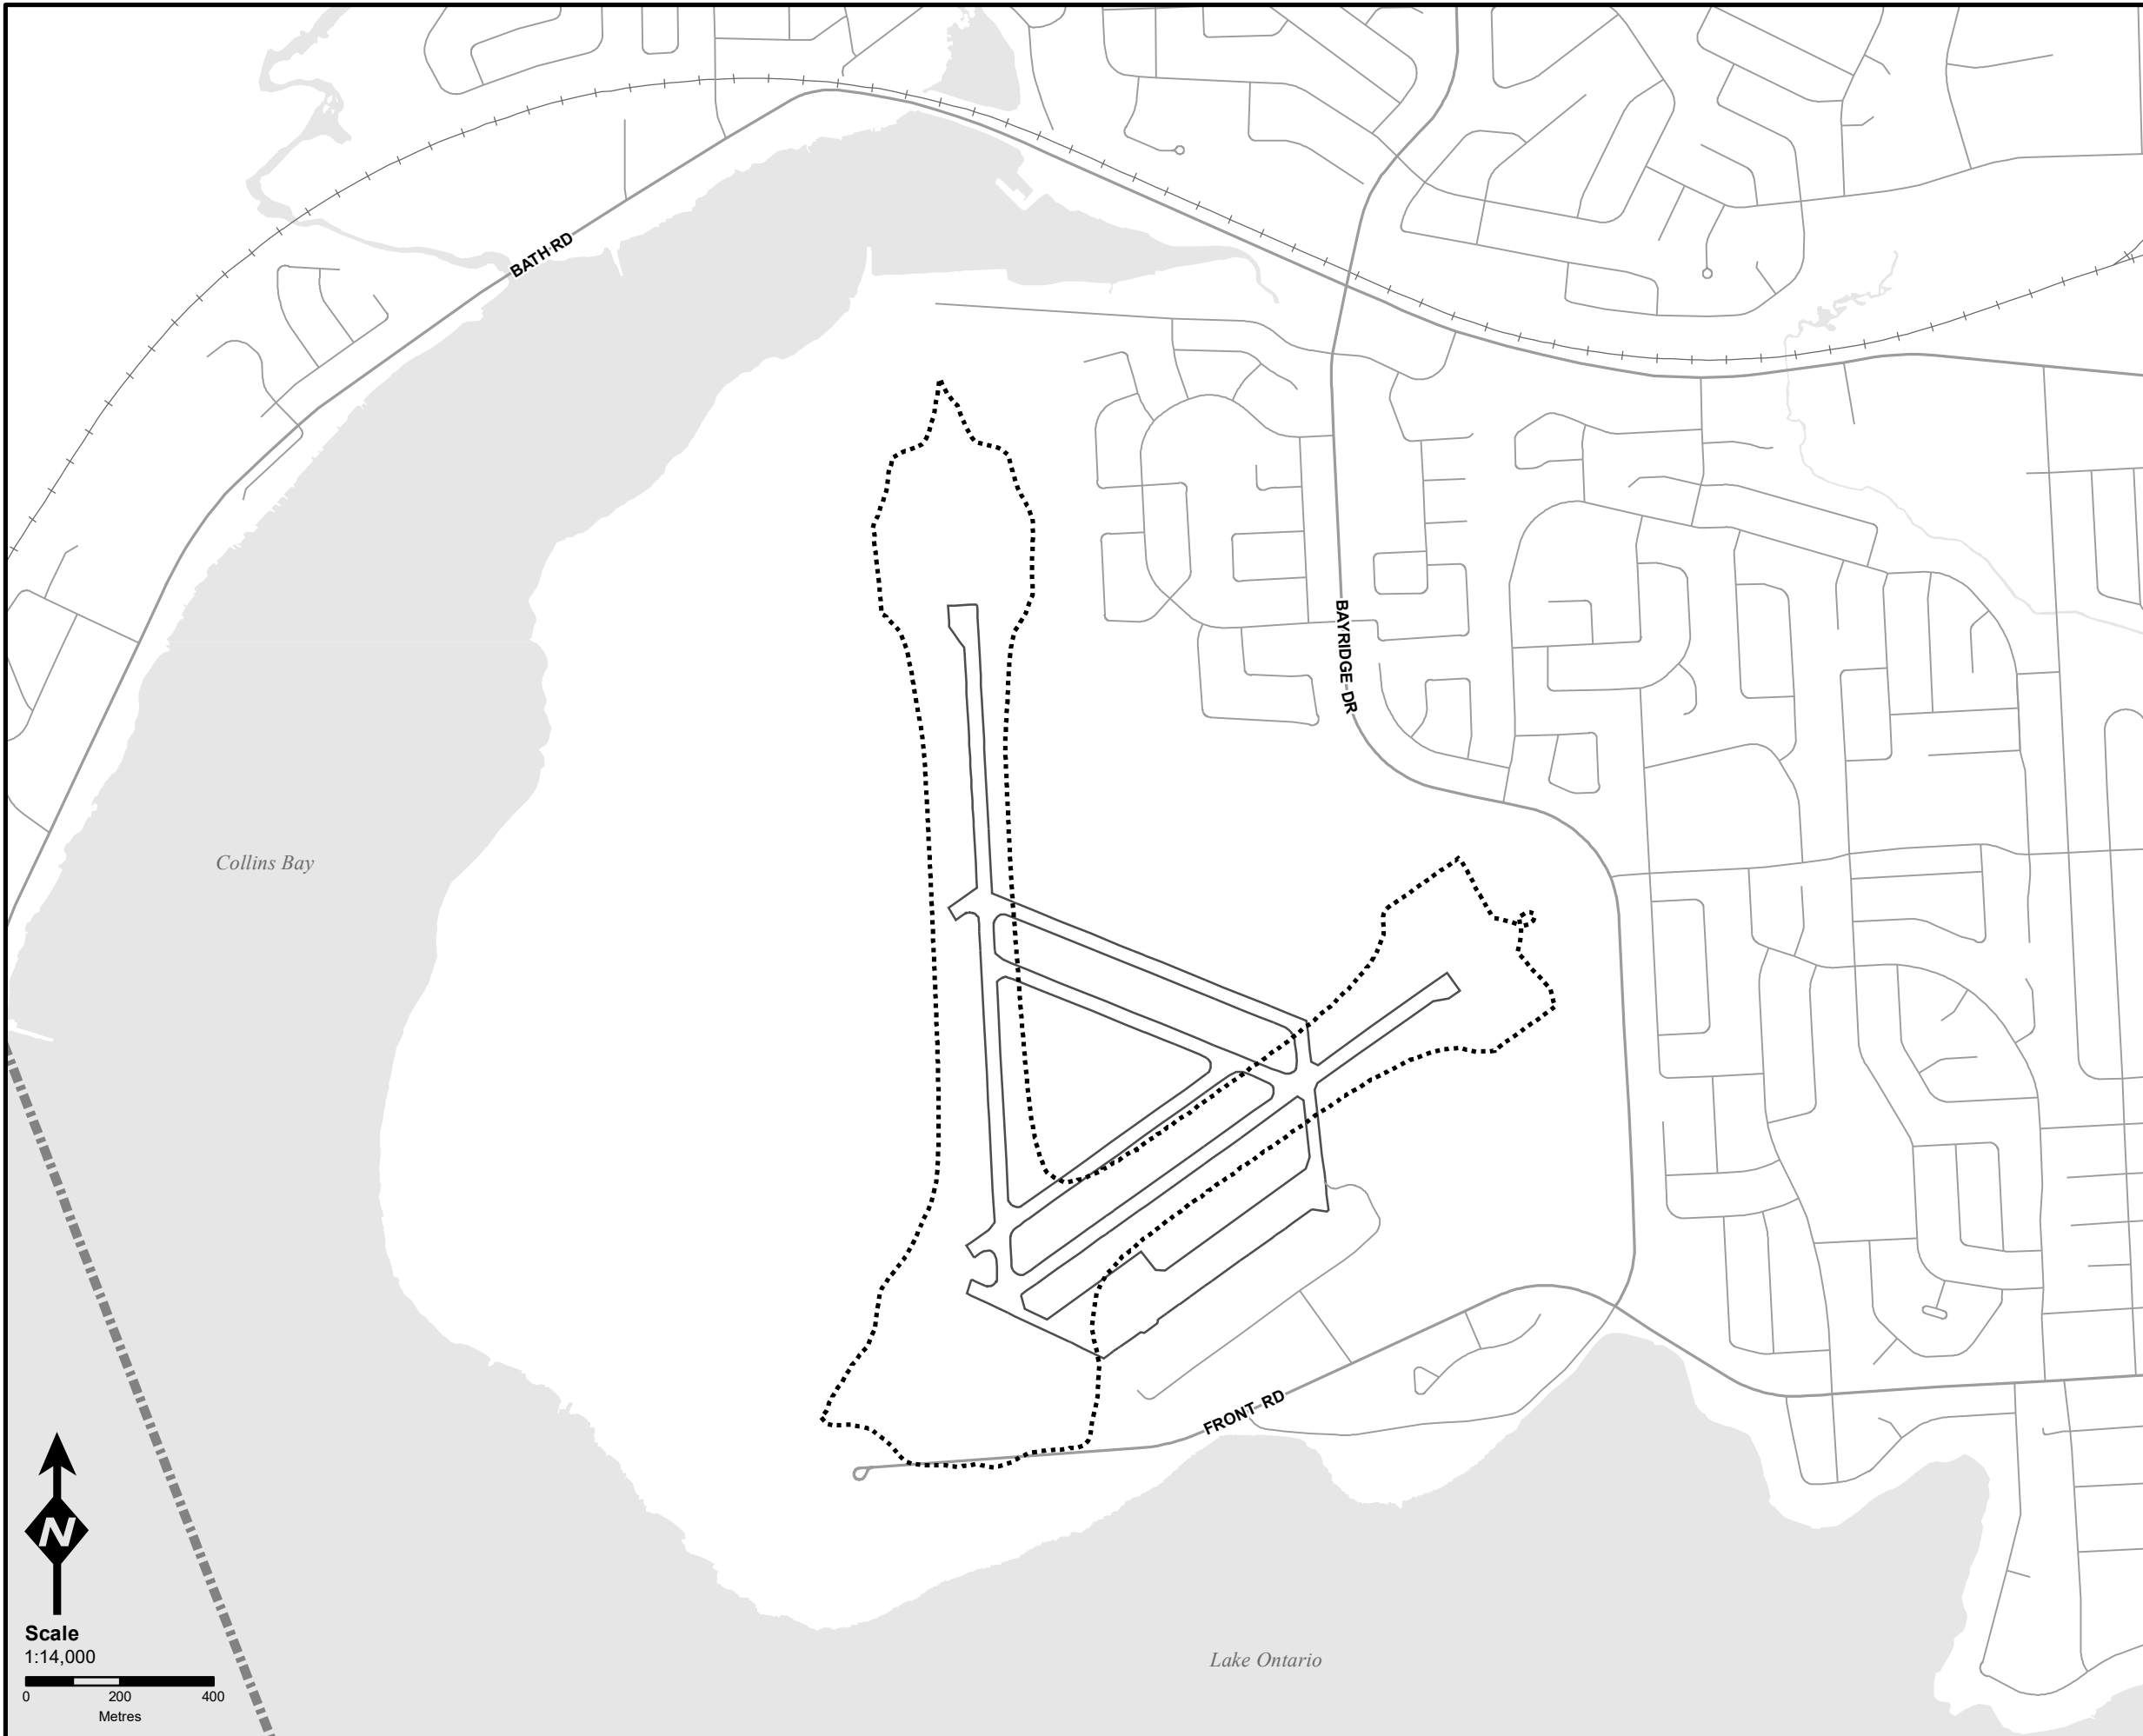 BATH RD
BAYRIDGE DR
Collins Bay
FRONT RD
N
Scale
1:14,000
0 200 400
Metres
Lake Ontario